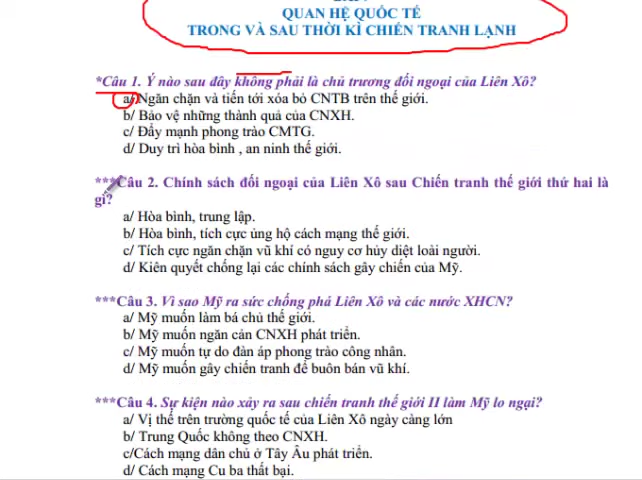 QUAN HỆ QUỐC TẾ
TRONG VÀ SAU THỜI KÌ CHIẾN TRANH LẠNH
*Câu 1. Ý nào sau đây không phải là chủ trương đối ngoại của Liên Xô?
a/ Ngăn chặn và tiến tới xóa bỏ CNTB trên thế giới.
b/ Bảo vệ những thành quả của CNXH.
c/ Đẩy mạnh phong trào CMTG.
d/ Duy trì hòa bình , an ninh thế giới.
***Câu 2. Chính sách đối ngoại của Liên Xô sau Chiến tranh thế giới thứ hai là
gì?
a/ Hòa bình, trung lập.
b/ Hòa bình, tích cực ủng hộ cách mạng thế giới.
c/ Tích cực ngăn chặn vũ khí có nguy cơ hủy diệt loài người.
d/ Kiên quyết chống lại các chính sách gây chiến của Mỹ.
***Câu 3. Vì sao Mỹ ra sức chống phá Liên Xô và các nước XHCN?
a/ Mỹ muốn làm bá chủ thế giới.
b/ Mỹ muốn ngăn cản CNXH phát triển.
c/ Mỹ muốn tự do đàn áp phong trào công nhân.
d/ Mỹ muốn gây chiến tranh để buôn bán vũ khí.
***Câu 4. Sự kiện nào xảy ra sau chiến tranh thế giới II làm Mỹ lo ngại?
a/ Vị thế trên trường quốc tế của Liên Xô ngày càng lớn
b/ Trung Quốc không theo CNXH.
c/Cách mạng dân chủ ở Tây Âu phát triển.
d/ Cách mạng Cu ba thất bại.